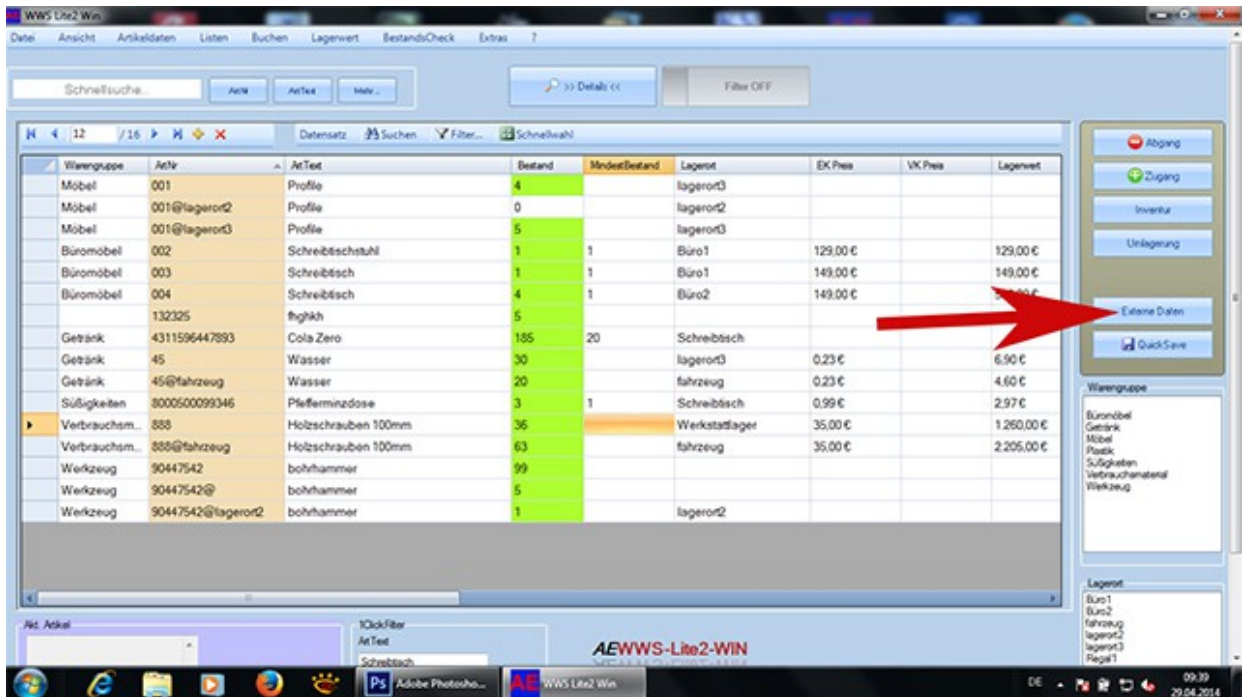 WWS Lite2 Win
Datei Ansicht Artikeldaten Listen Buchen Lagerwert BestandsCheck Extras ?
Schnellsuche.. ArtNr ArtText Mehr .. >> Details << Filter OFF
12 /16 Datensatz Suchen Filter... Schnellwahl
Warengruppe ArtNr ArtText Bestand MindestBestand Lagerort EK Preis VK Preis Lagerwert
Möbel 001 Profile 4 lagerort3
Möbel 001@lagerort2 Profile 0 lagerort2
Möbel 001@lagerort3 Profile 5 lagerort3
Büromöbel 002 Schreibtischstuhl 1 1 Büro1 129,00 € 129,00 €
Büromöbel 003 Schreibtisch 1 1 Büro1 149,00 € 149,00 €
Büromöbel 004 Schreibtisch 4 1 Büro2 149,00 €
132325 fhghkh 5
Getränk 4311596447893 Cola Zero 185 20 Schreibtisch
Getränk 45 Wasser 30 lagerort3 0,23 € 6,90 €
Getränk 45@fahrzeug Wasser 20 fahrzeug 0,23 € 4,60 €
Süßigkeiten 8000500099346 Pfefferminzdose 3 1 Schreibtisch 0,99 € 2,97 €
Verbrauchsm... 888 Holzschrauben 100mm 36 Werkstattlager 35,00 € 1.260,00 €
Verbrauchsm... 888@fahrzeug Holzschrauben 100mm 63 fahrzeug 35,00 € 2.205,00 €
Werkzeug 90447542 bohrhammer 99
Werkzeug 90447542@ bohrhammer 5
Werkzeug 90447542@lagerort2 bohrhammer 1 lagerort2
Abgang
Zugang
Inventur
Umlagerung
Externe Daten
QuickSave
Warengruppe
Büromöbel
Getränk
Möbel
Plastik
Süßigkeiten
Verbrauchsmaterial
Werkzeug
Lagerort
Büro1
Büro2
fahrzeug
lagerort2
lagerort3
Regal1
Akt. Artikel
1ClickFilter
ArtText
Schreibtisch
AEWWS-Lite2-WIN
Ps Adobe Photosho... AE WWS Lite2 Win DE 09:39
29.04.2014